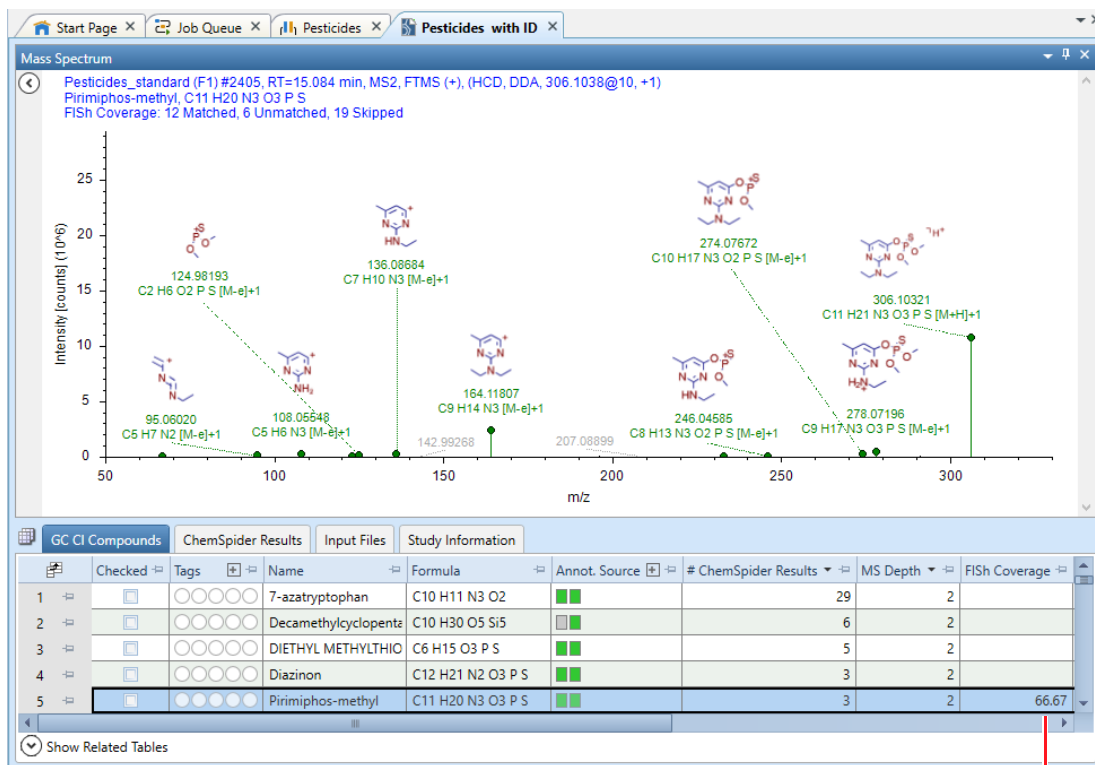 Start Page × Job Queue × Pesticides × Pesticides with ID ×
Mass Spectrum
Pesticides_standard (F1) #2405, RT=15.084 min, MS2, FTMS (+), (HCD, DDA, 306.1038@10, +1)
Pirimiphos-methyl, C11 H20 N3 O3 P S
FISh Coverage: 12 Matched, 6 Unmatched, 19 Skipped
Intensity [counts] (10^6)
25
20
15
10
5
0
124.98193
C2 H6 O2 P S [M-e]+1
136.08684
C7 H10 N3 [M-e]+1
274.07672
C10 H17 N3 O2 P S [M-e]+1
306.10321
C11 H21 N3 O3 P S [M+H]+1
95.06020
C5 H7 N2 [M-e]+1
108.05548
C5 H6 N3 [M-e]+1
142.99268
164.11807
C9 H14 N3 [M-e]+1
207.08899
246.04585
C8 H13 N3 O2 P S [M-e]+1
278.07196
C9 H17 N3 O3 P S [M-e]+1
50 100 150 200 250 300
m/z
GC CI Compounds ChemSpider Results Input Files Study Information
Checked Tags Name Formula Annot. Source # ChemSpider Results MS Depth FISh Coverage
1 7-azatryptophan C10 H11 N3 O2 29 2
2 Decamethylcyclopenta C10 H30 O5 Si5 6 2
3 DIETHYL METHYLTHIO C6 H15 O3 P S 5 2
4 Diazinon C12 H21 N2 O3 P S 3 2
5 Pirimiphos-methyl C11 H20 N3 O3 P S 3 2 66.67
Show Related Tables